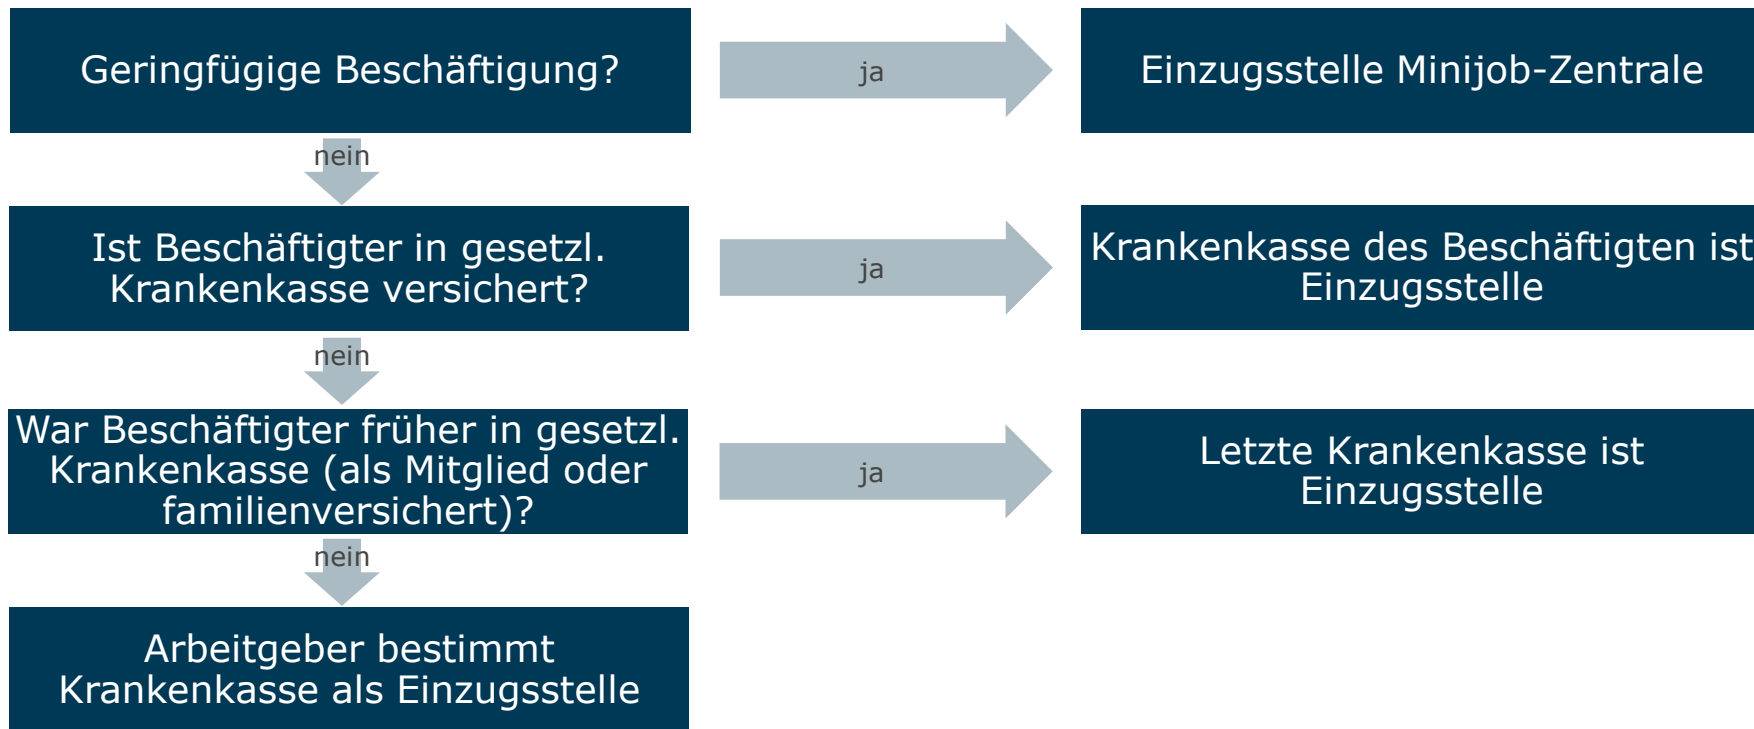 Geringfügige Beschäftigung?
ja
Einzugsstelle Minijob-Zentrale
nein
Ist Beschäftigter in gesetzl.
Krankenkasse versichert?
ja
Krankenkasse des Beschäftigten ist
Einzugsstelle
nein
War Beschäftigter früher in gesetzl.
Krankenkasse (als Mitglied oder
familienversichert)?
ja
Letzte Krankenkasse ist
Einzugsstelle
nein
Arbeitgeber bestimmt
Krankenkasse als Einzugsstelle